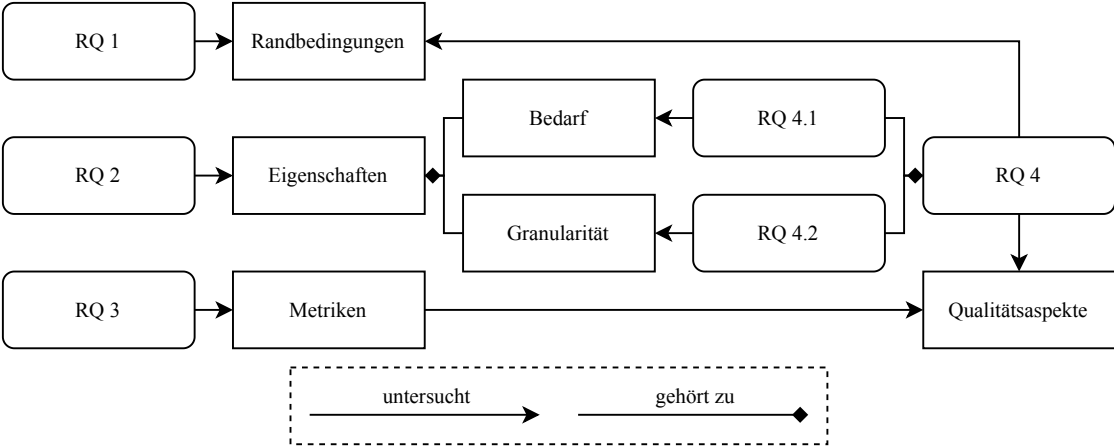 RQ 1
Randbedingungen
Bedarf
RQ 4.1
RQ 2
Eigenschaften
RQ 4
Granularität
RQ 4.2
RQ 3
Metriken
Qualitätsaspekte
untersucht
gehört zu